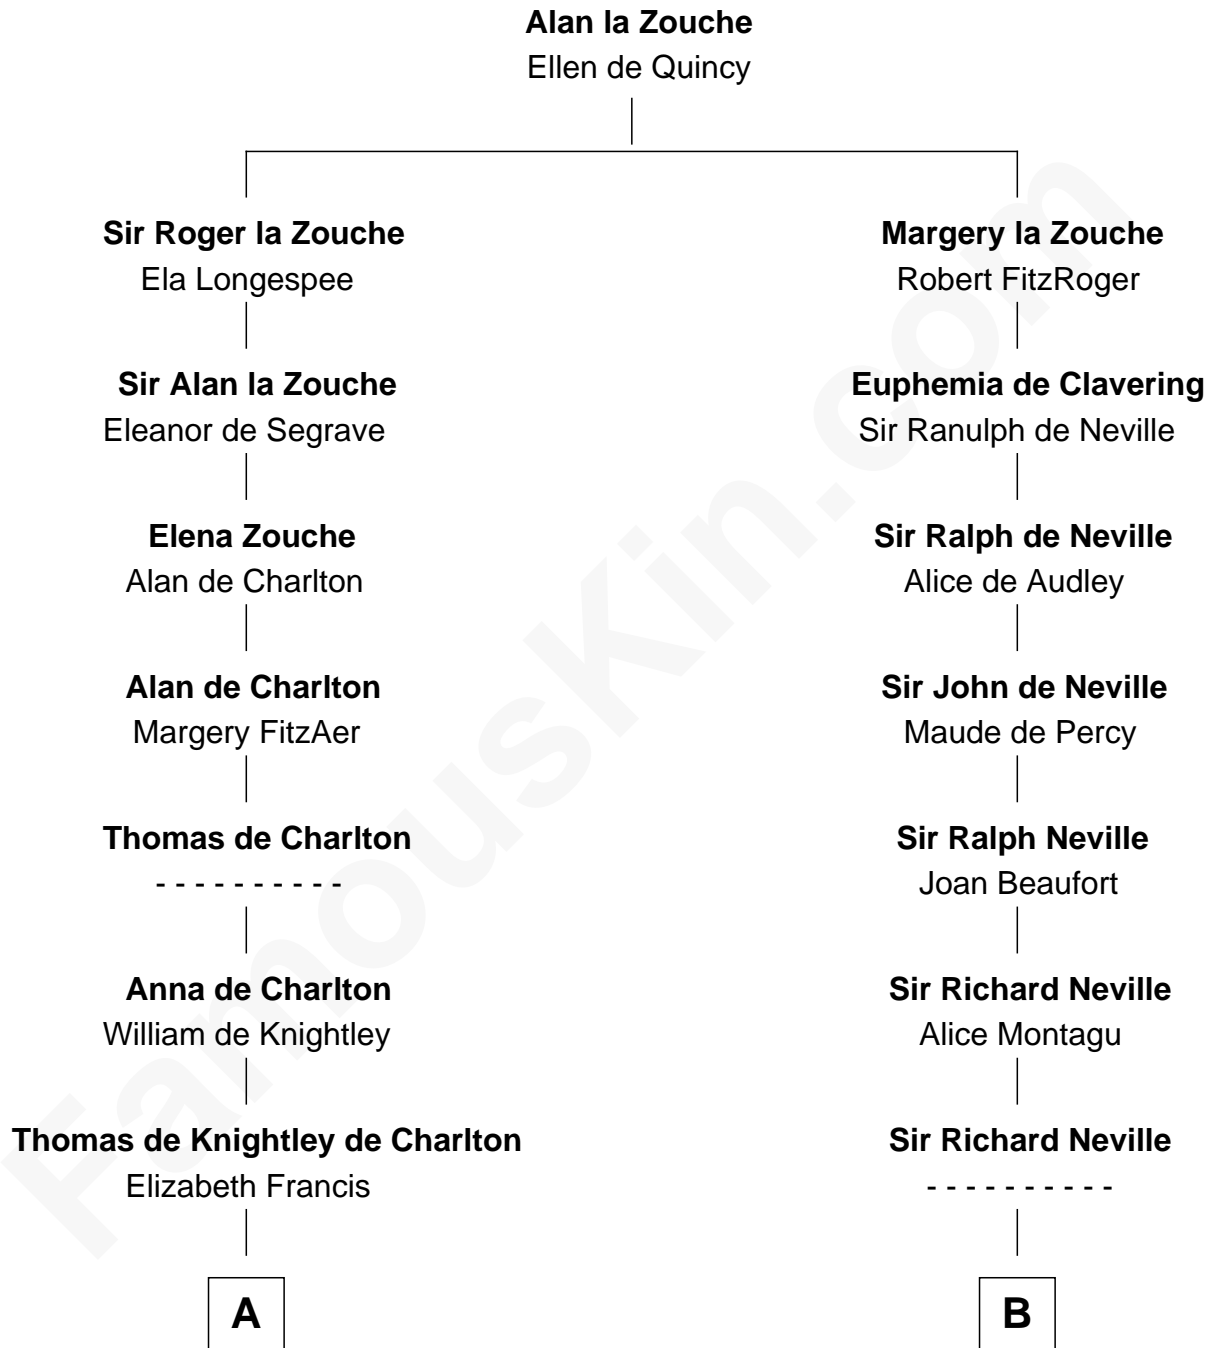 Alan la Zouche
Ellen de Quincy
Sir Roger la Zouche
Ela Longespee
Margery la Zouche
Robert FitzRoger
Sir Alan la Zouche
Eleanor de Segrave
Euphemia de Clavering
Sir Ranulph de Neville
Elena Zouche
Alan de Charlton
Sir Ralph de Neville
Alice de Audley
Alan de Charlton
Margery FitzAer
Sir John de Neville
Maude de Percy
Thomas de Charlton
- - - - - - - - - -
Sir Ralph Neville
Joan Beaufort
Anna de Charlton
William de Knightley
Sir Richard Neville
Alice Montagu
Thomas de Knightley de Charlton
Elizabeth Francis
Sir Richard Neville
- - - - - - - - - -
A
B
FamousKin.com